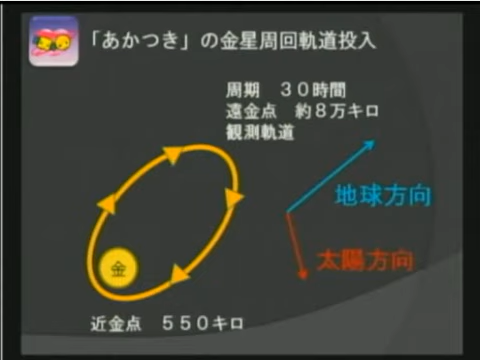 「あかつき」の金星周回軌道投入
周期　３０時間
遠金点　約８万キロ
観測軌道
地球方向
太陽方向
金
近金点　５５０キロ